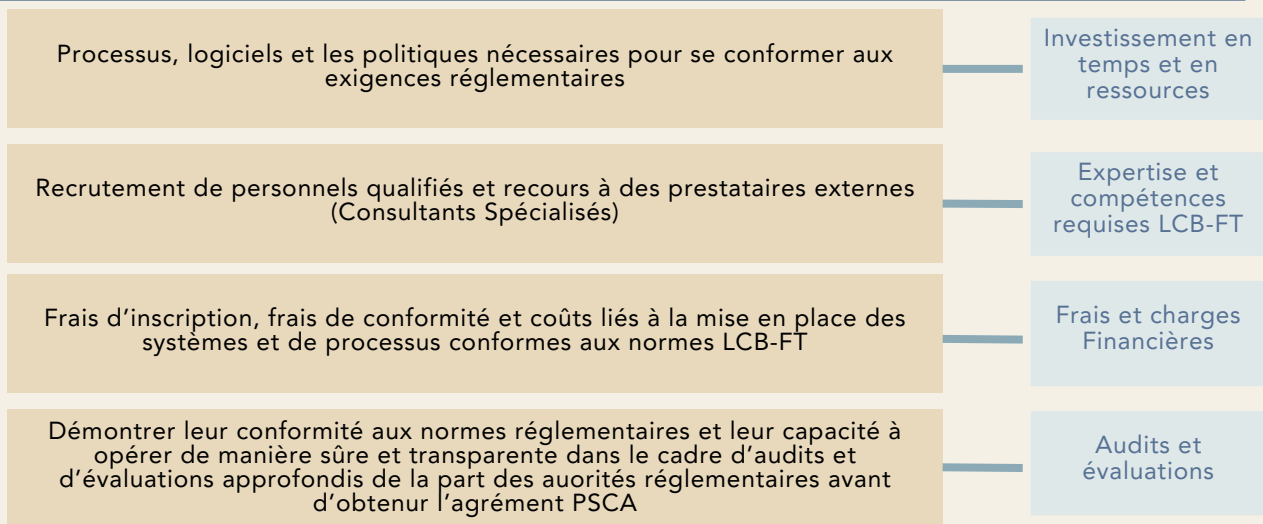 Processus, logiciels et les politiques nécessaires pour se conformer aux
exigences réglementaires
Investissement en
temps et en
ressources
Recrutement de personnels qualifiés et recours à des prestataires externes
(Consultants Spécialisés)
Expertise et
compétences
requises LCB-FT
Frais d'inscription, frais de conformité et coûts liés à la mise en place des
systèmes et de processus conformes aux normes LCB-FT
Frais et charges
Financières
Démontrer leur conformité aux normes réglementaires et leur capacité à
opérer de manière sûre et transparente dans le cadre d'audits et
d'évaluations approfondis de la part des auorités réglementaires avant
d'obtenur l'agrément PSCA
Audits et
évaluations